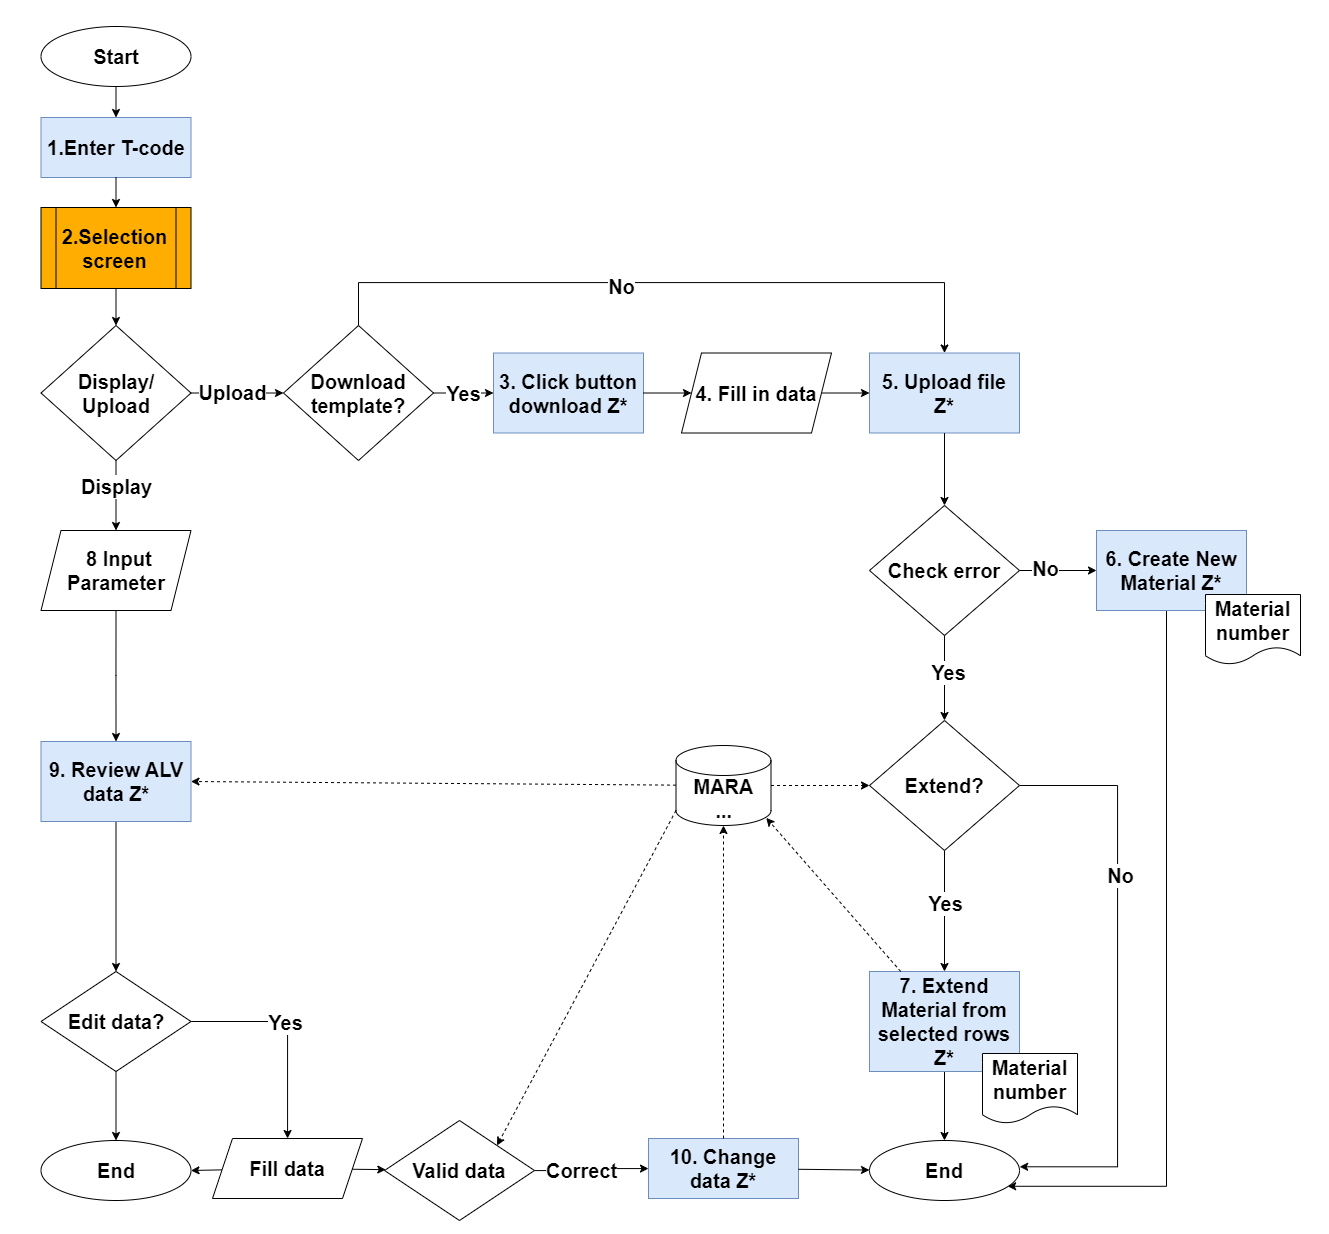 Start
1.Enter T-code
2.Selection
screen
No
Display/
Upload
Upload
Download
template?
Yes
3. Click button
download Z*
4. Fill in data
5. Upload file
Z*
Display
8 Input
Parameter
Check error
No
6. Create New
Material Z*
Material
number
Yes
9. Review ALV
data Z*
MARA
...
Extend?
No
Yes
7. Extend
Material from
selected rows
Z*
Material
number
Edit data?
Yes
End
Fill data
Valid data
Correct
10. Change
data Z*
End